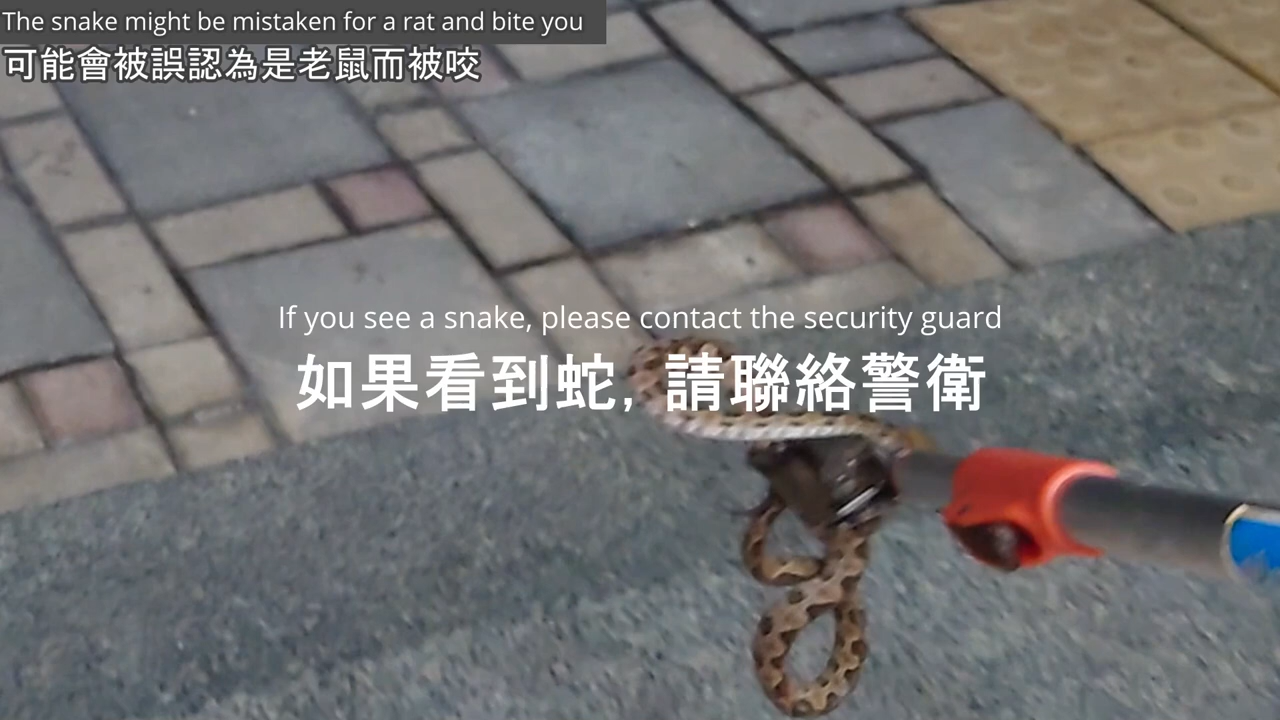 The snake might be mistaken for a rat and bite you
可能會被誤認為是老鼠而被咬
If you see a snake, please contact the security guard
如果看到蛇, 請聯絡警衛